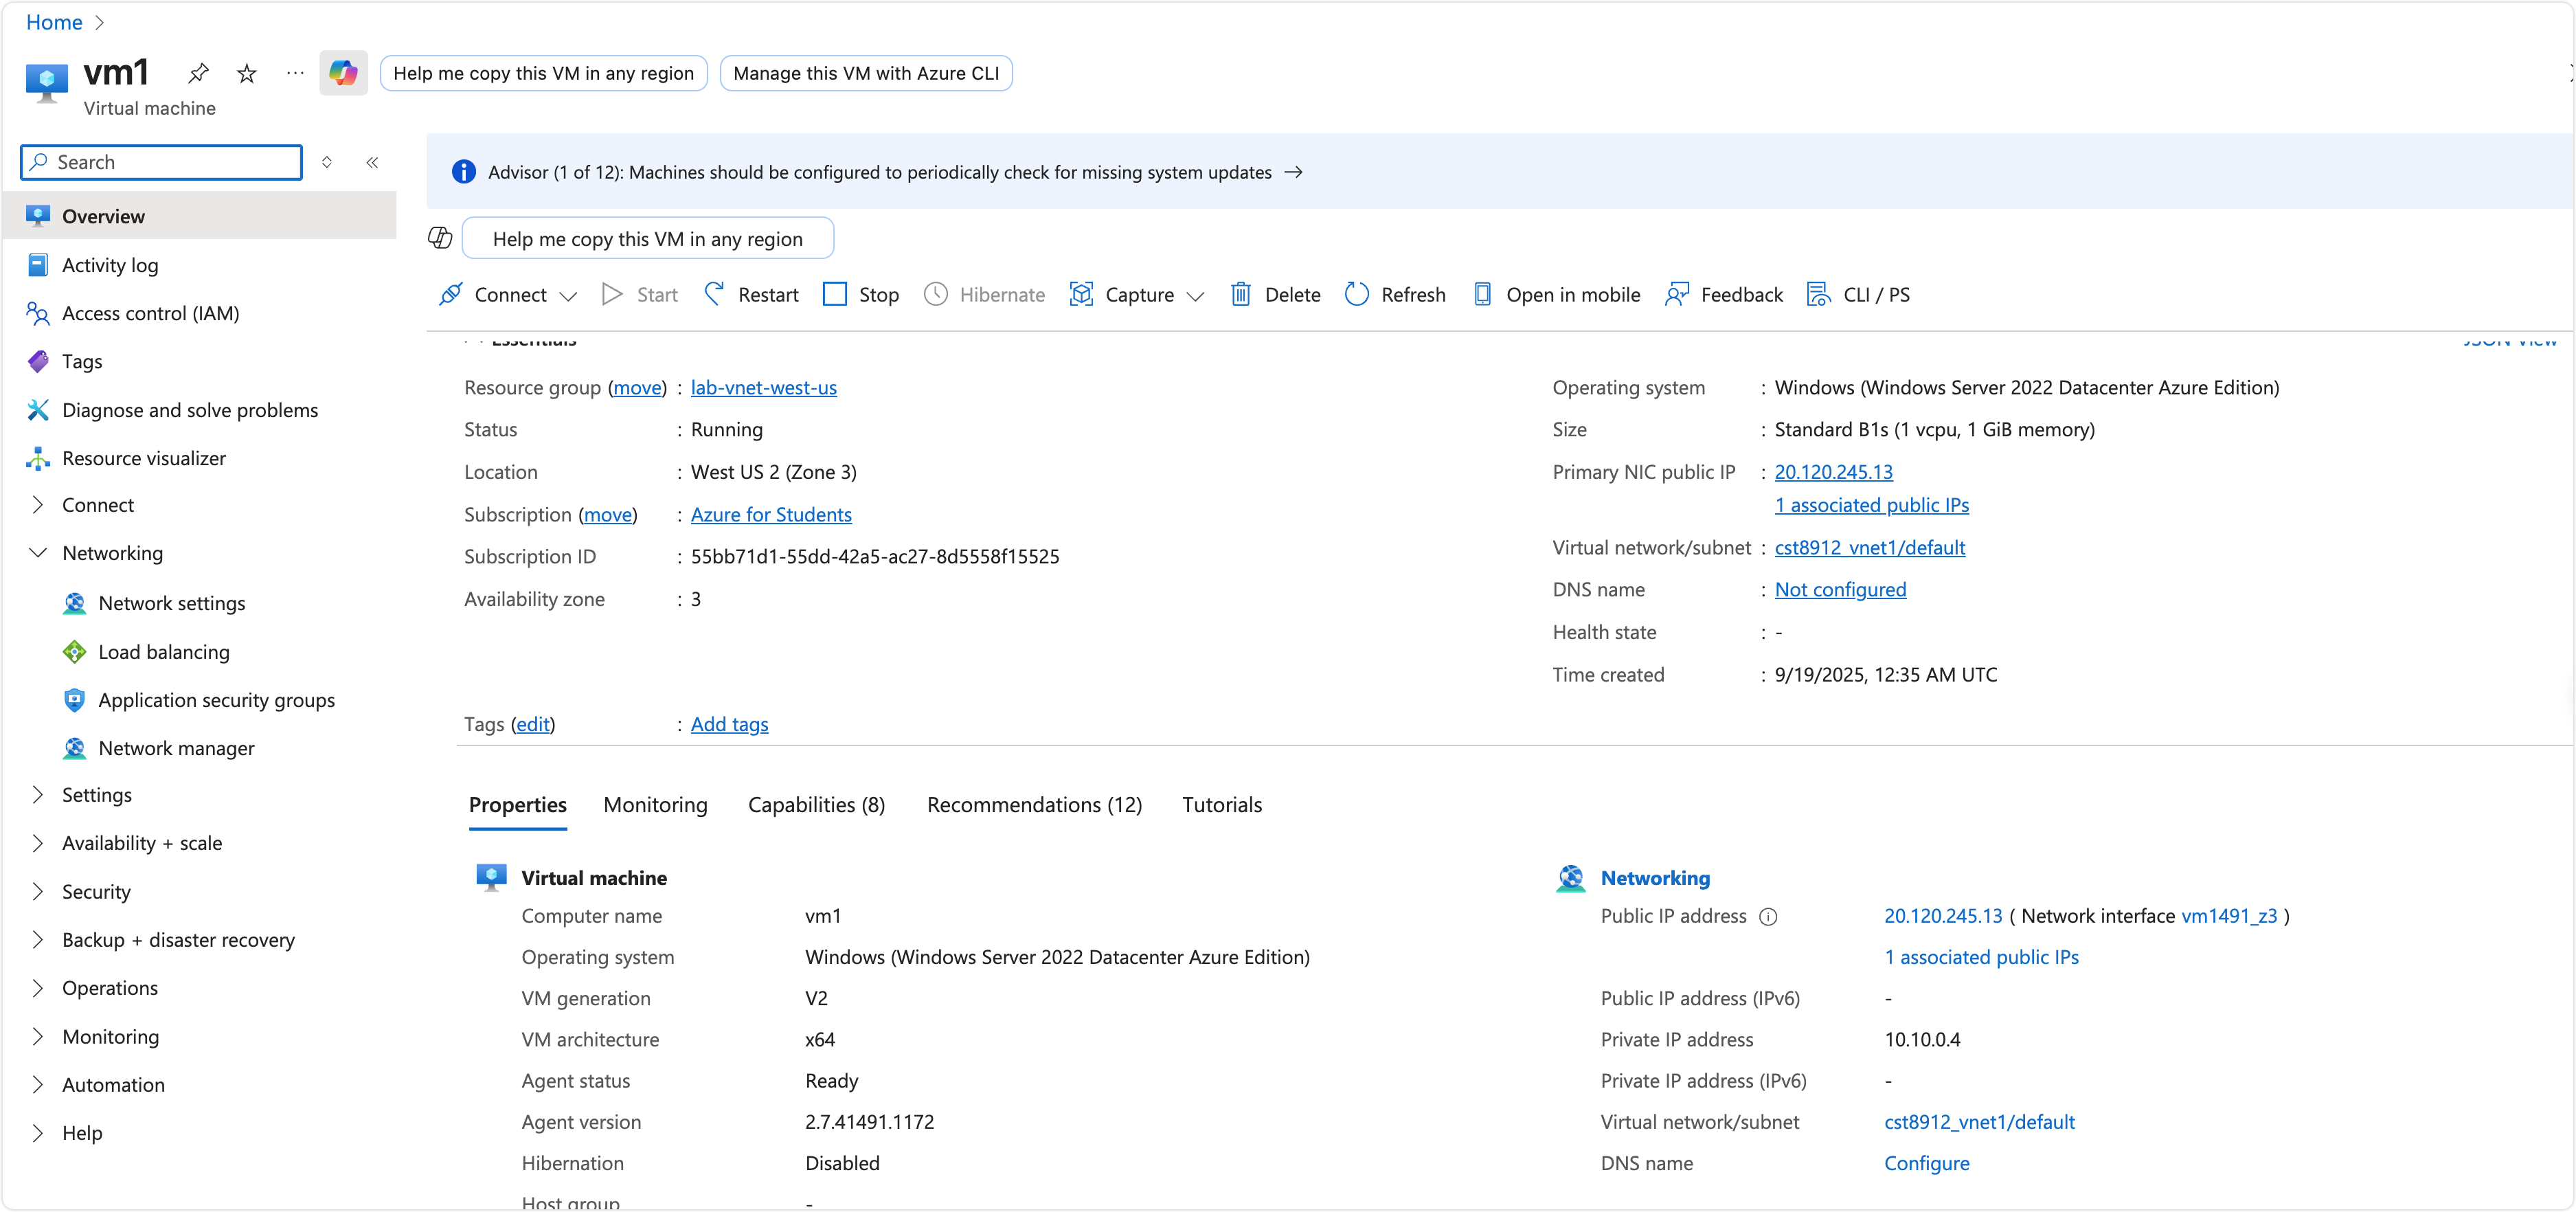 Home
vm1
Help me copy this VM in any region
Manage this VM with Azure CLI
Virtual machine
Search
Overview
Activity log
Access control (IAM)
Tags
Diagnose and solve problems
Resource visualizer
Connect
Networking
Network settings
Load balancing
Application security groups
Network manager
Settings
Availability + scale
Security
Backup + disaster recovery
Operations
Monitoring
Automation
Help
Advisor (1 of 12): Machines should be configured to periodically check for missing system updates
Help me copy this VM in any region
Connect Start Restart Stop Hibernate Capture Delete Refresh Open in mobile Feedback CLI / PS
Essentials
JSON View
Resource group (move) : lab-vnet-west-us
Status : Running
Location : West US 2 (Zone 3)
Subscription (move) : Azure for Students
Subscription ID : 55bb71d1-55dd-42a5-ac27-8d5558f15525
Availability zone : 3
Operating system : Windows (Windows Server 2022 Datacenter Azure Edition)
Size : Standard B1s (1 vcpu, 1 GiB memory)
Primary NIC public IP : 20.120.245.13
1 associated public IPs
Virtual network/subnet : cst8912_vnet1/default
DNS name : Not configured
Health state : -
Time created : 9/19/2025, 12:35 AM UTC
Tags (edit) : Add tags
Properties Monitoring Capabilities (8) Recommendations (12) Tutorials
Virtual machine
Computer name vm1
Operating system Windows (Windows Server 2022 Datacenter Azure Edition)
VM generation V2
VM architecture x64
Agent status Ready
Agent version 2.7.41491.1172
Hibernation Disabled
Host group -
Networking
Public IP address 20.120.245.13 ( Network interface vm1491_z3 )
1 associated public IPs
Public IP address (IPv6) -
Private IP address 10.10.0.4
Private IP address (IPv6) -
Virtual network/subnet cst8912_vnet1/default
DNS name Configure